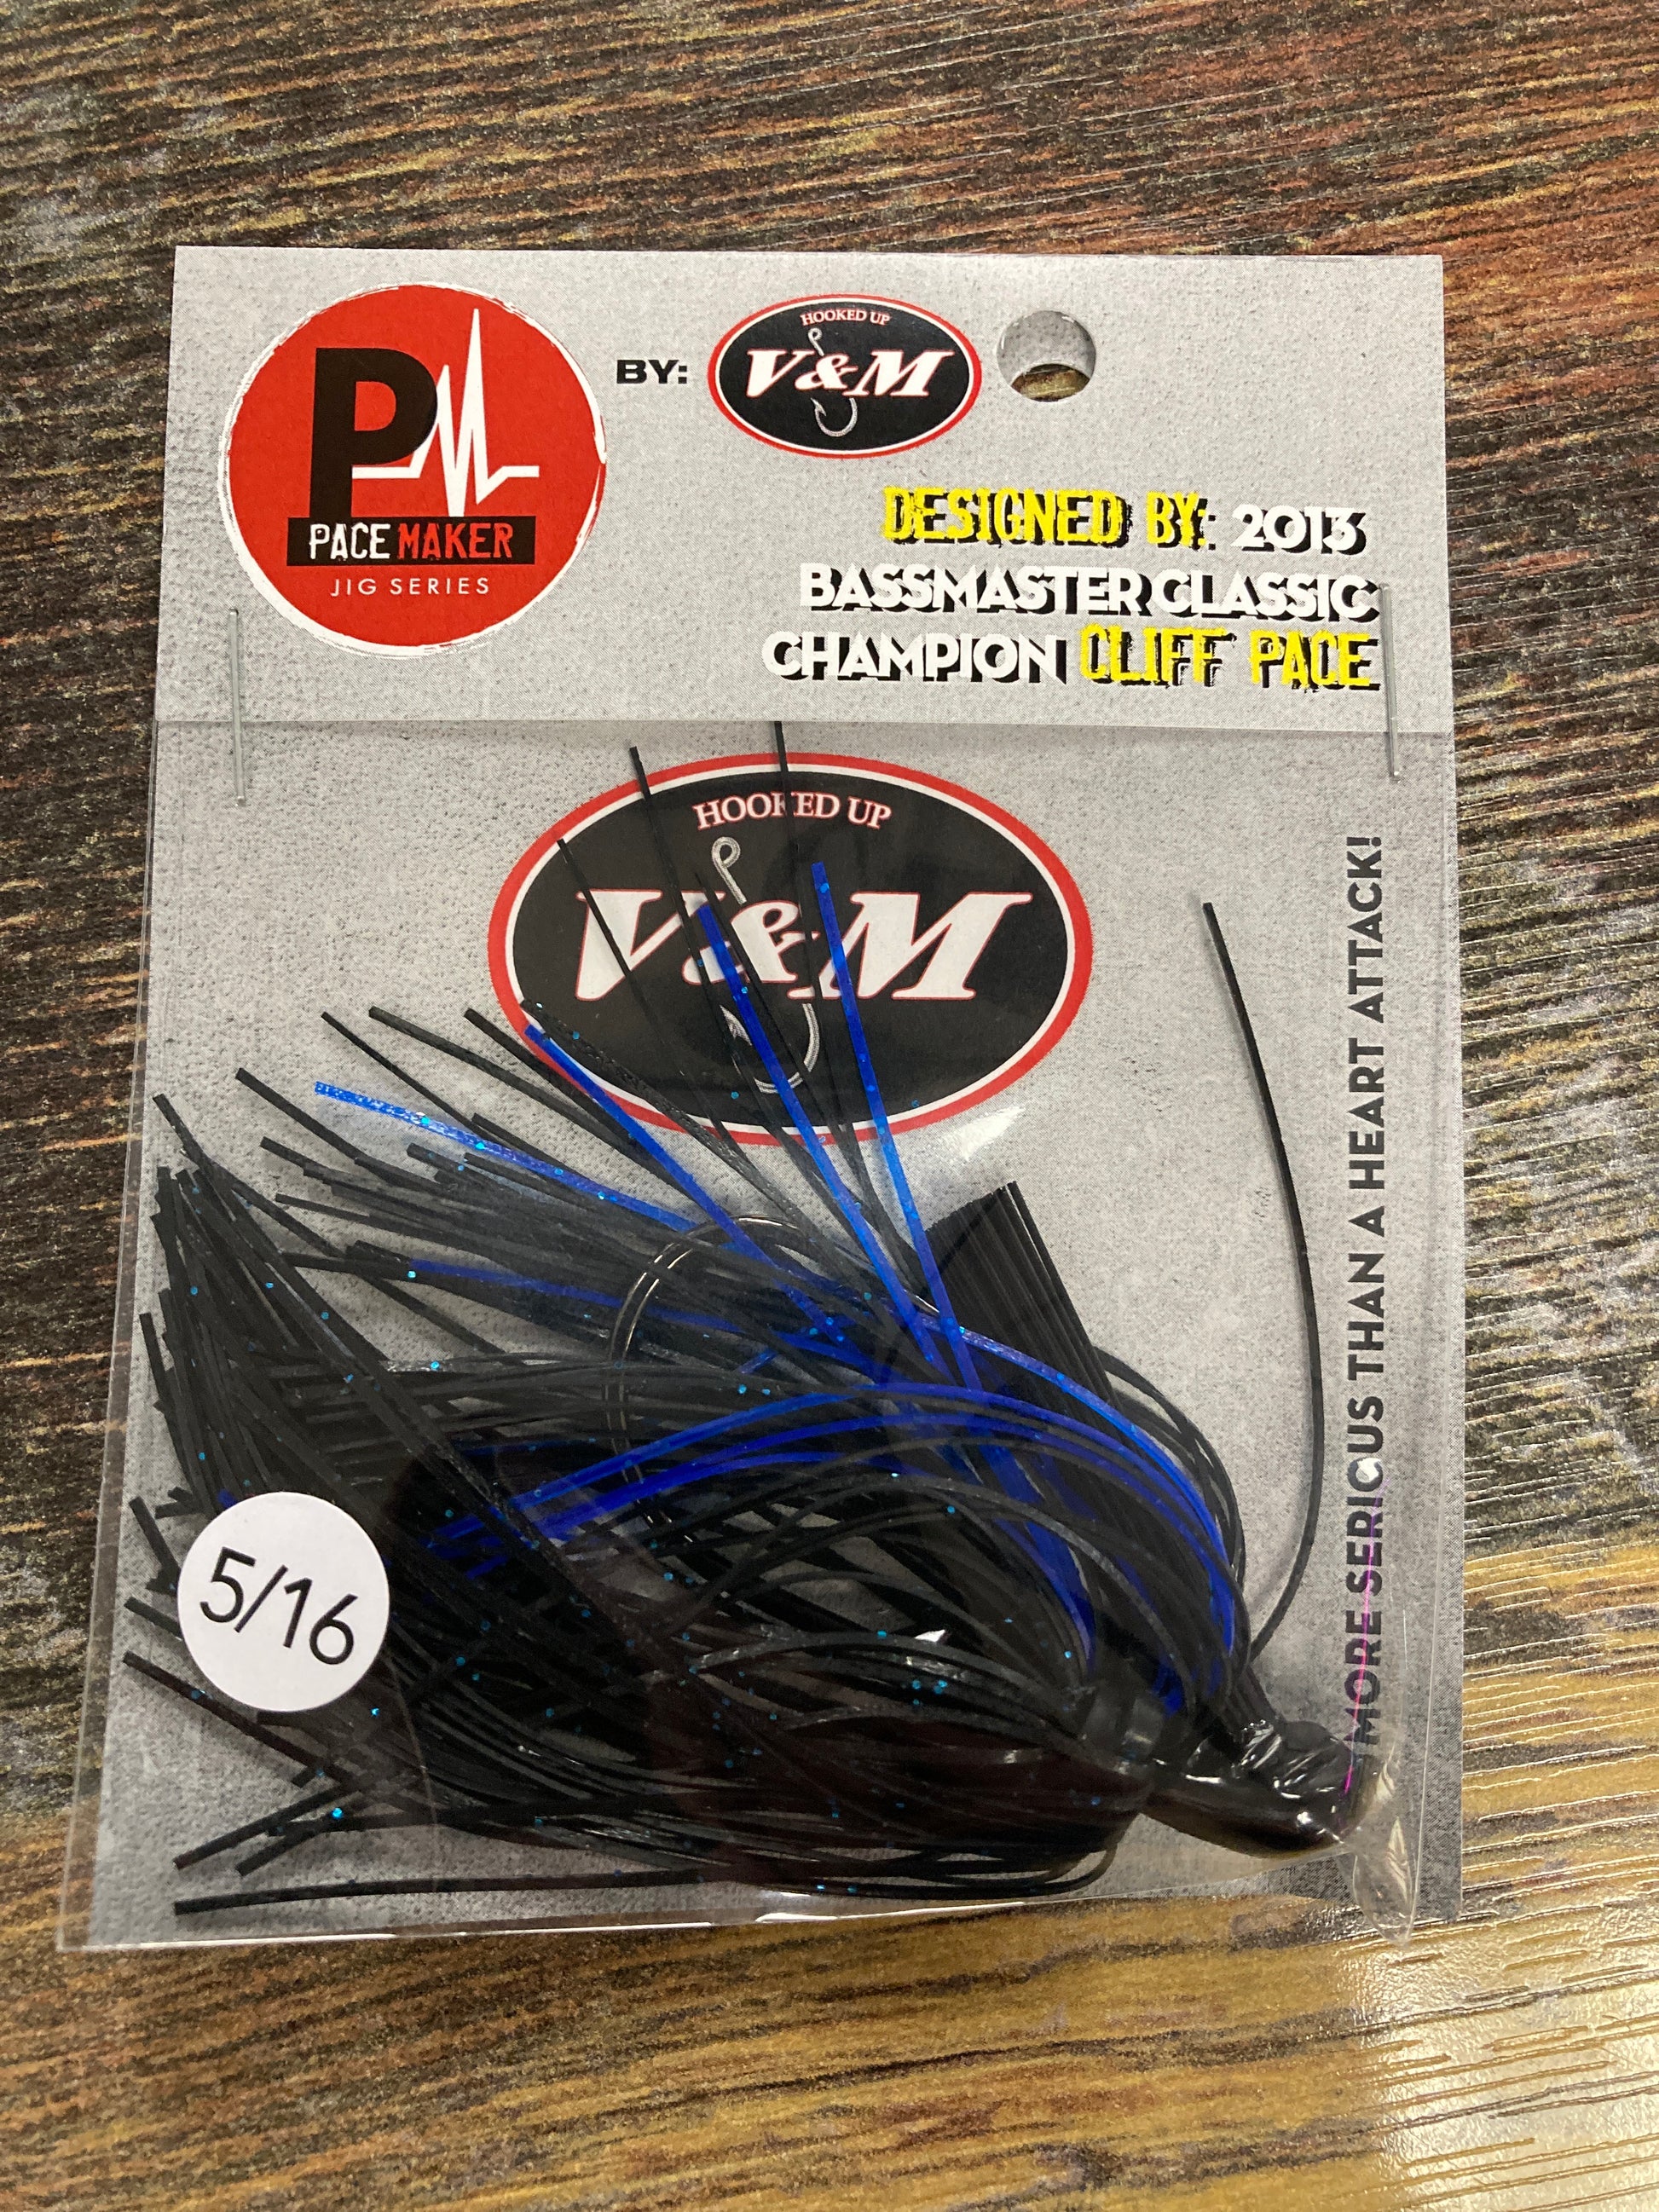 P
PACE MAKER
JIG SERIES
BY:
HOOKED UP
V&M
DESIGNED BY: 2013
BASSMASTER CLASSIC
CHAMPION CLIFF PACE
HOOKED UP
V&M
MORE SERIOUS THAN A HEART ATTACK!
5/16